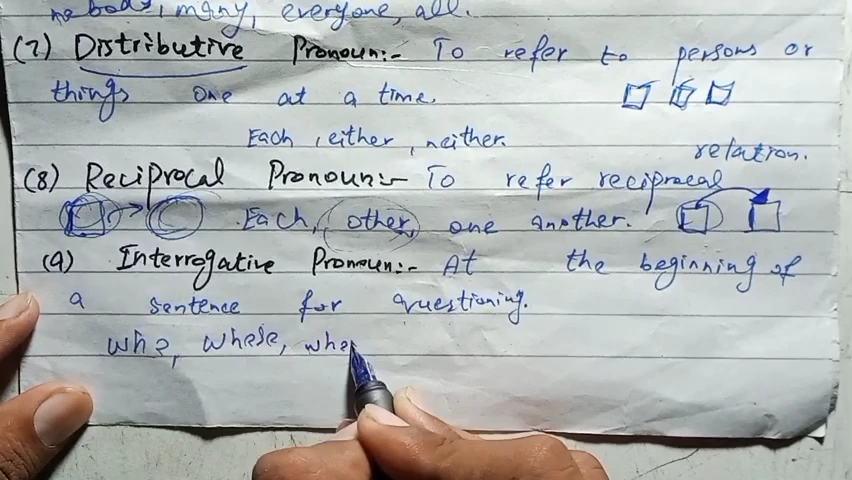 nobody, many, everyone, all.
(7) Distributive Pronoun:- To refer to persons or
things one at a time.
Each, either, neither.
relation.
(8) Reciprocal Pronoun:- To refer reciprocal
Each, other, one another.
(9) Interrogative Pronoun:- At the beginning of
a sentence for questioning.
who, whose, whe